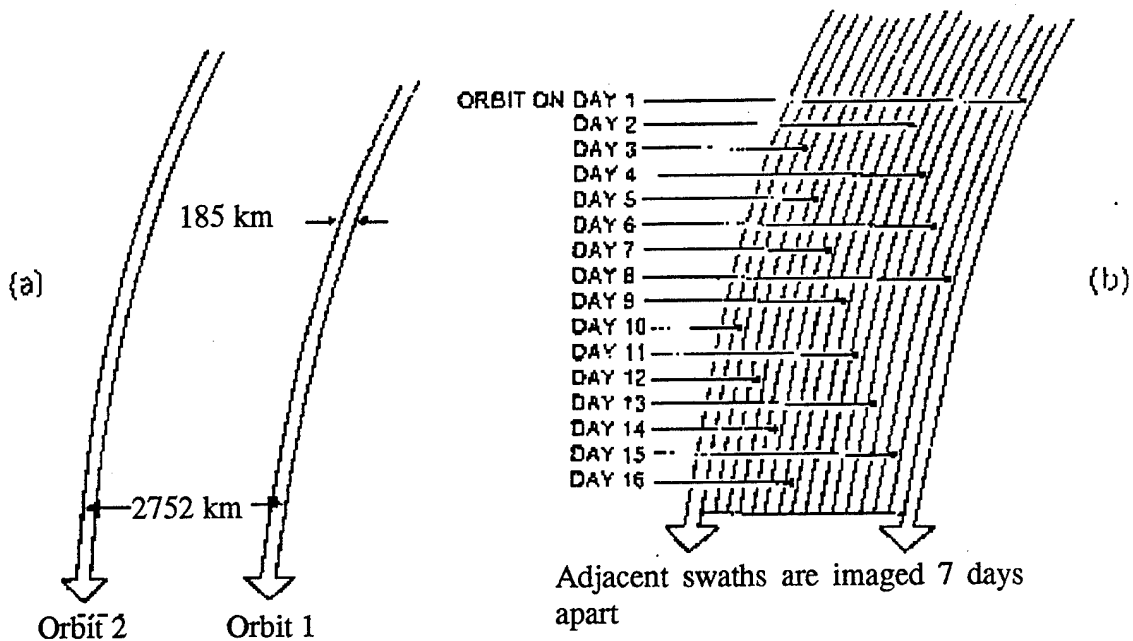 (a)
185 km
2752 km
Orbit 2
Orbit 1
ORBIT ON DAY 1
DAY 2
DAY 3
DAY 4
DAY 5
DAY 6
DAY 7
DAY 8
DAY 9
DAY 10
DAY 11
DAY 12
DAY 13
DAY 14
DAY 15
DAY 16
(b)
Adjacent swaths are imaged 7 days
apart